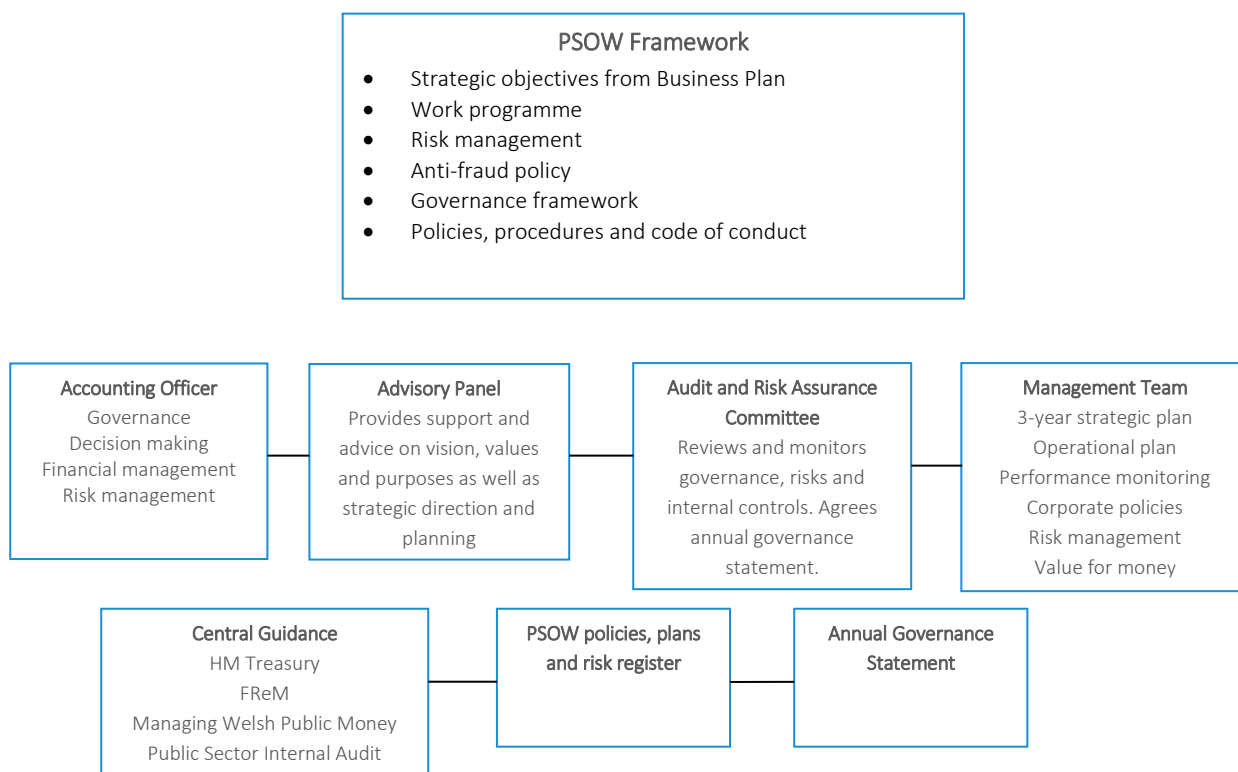 PSOW Framework
• Strategic objectives from Business Plan
• Work programme
• Risk management
• Anti-fraud policy
• Governance framework
• Policies, procedures and code of conduct
Accounting Officer
Governance
Decision making
Financial management
Risk management
Advisory Panel
Provides support and
advice on vision, values
and purposes as well as
strategic direction and
planning
Audit and Risk Assurance
Committee
Reviews and monitors
governance, risks and
internal controls. Agrees
annual governance
statement.
Management Team
3-year strategic plan
Operational plan
Performance monitoring
Corporate policies
Risk management
Value for money
Central Guidance
HM Treasury
FReM
Managing Welsh Public Money
Public Sector Internal Audit
PSOW policies, plans
and risk register
Annual Governance
Statement